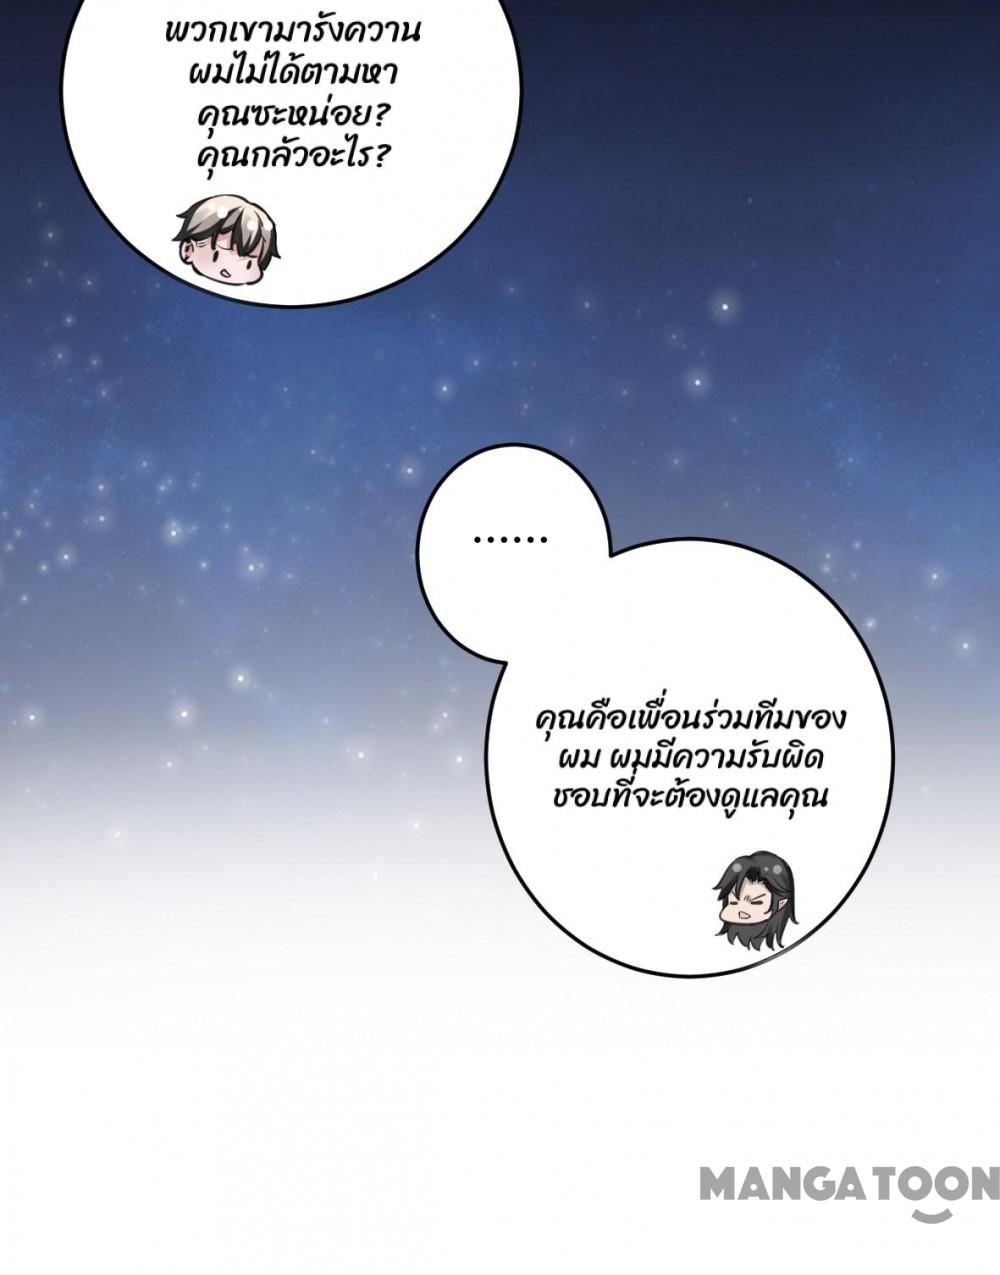 พวกเขามารังควาน
ผมไม่ได้ตามหา
คุณซะหน่อย?
คุณกลัวอะไร?
......
คุณคือเพื่อนร่วมทีมของ
ผม ผมมีความรับผิด
ชอบที่จะต้องดูแลคุณ
MANGATOON